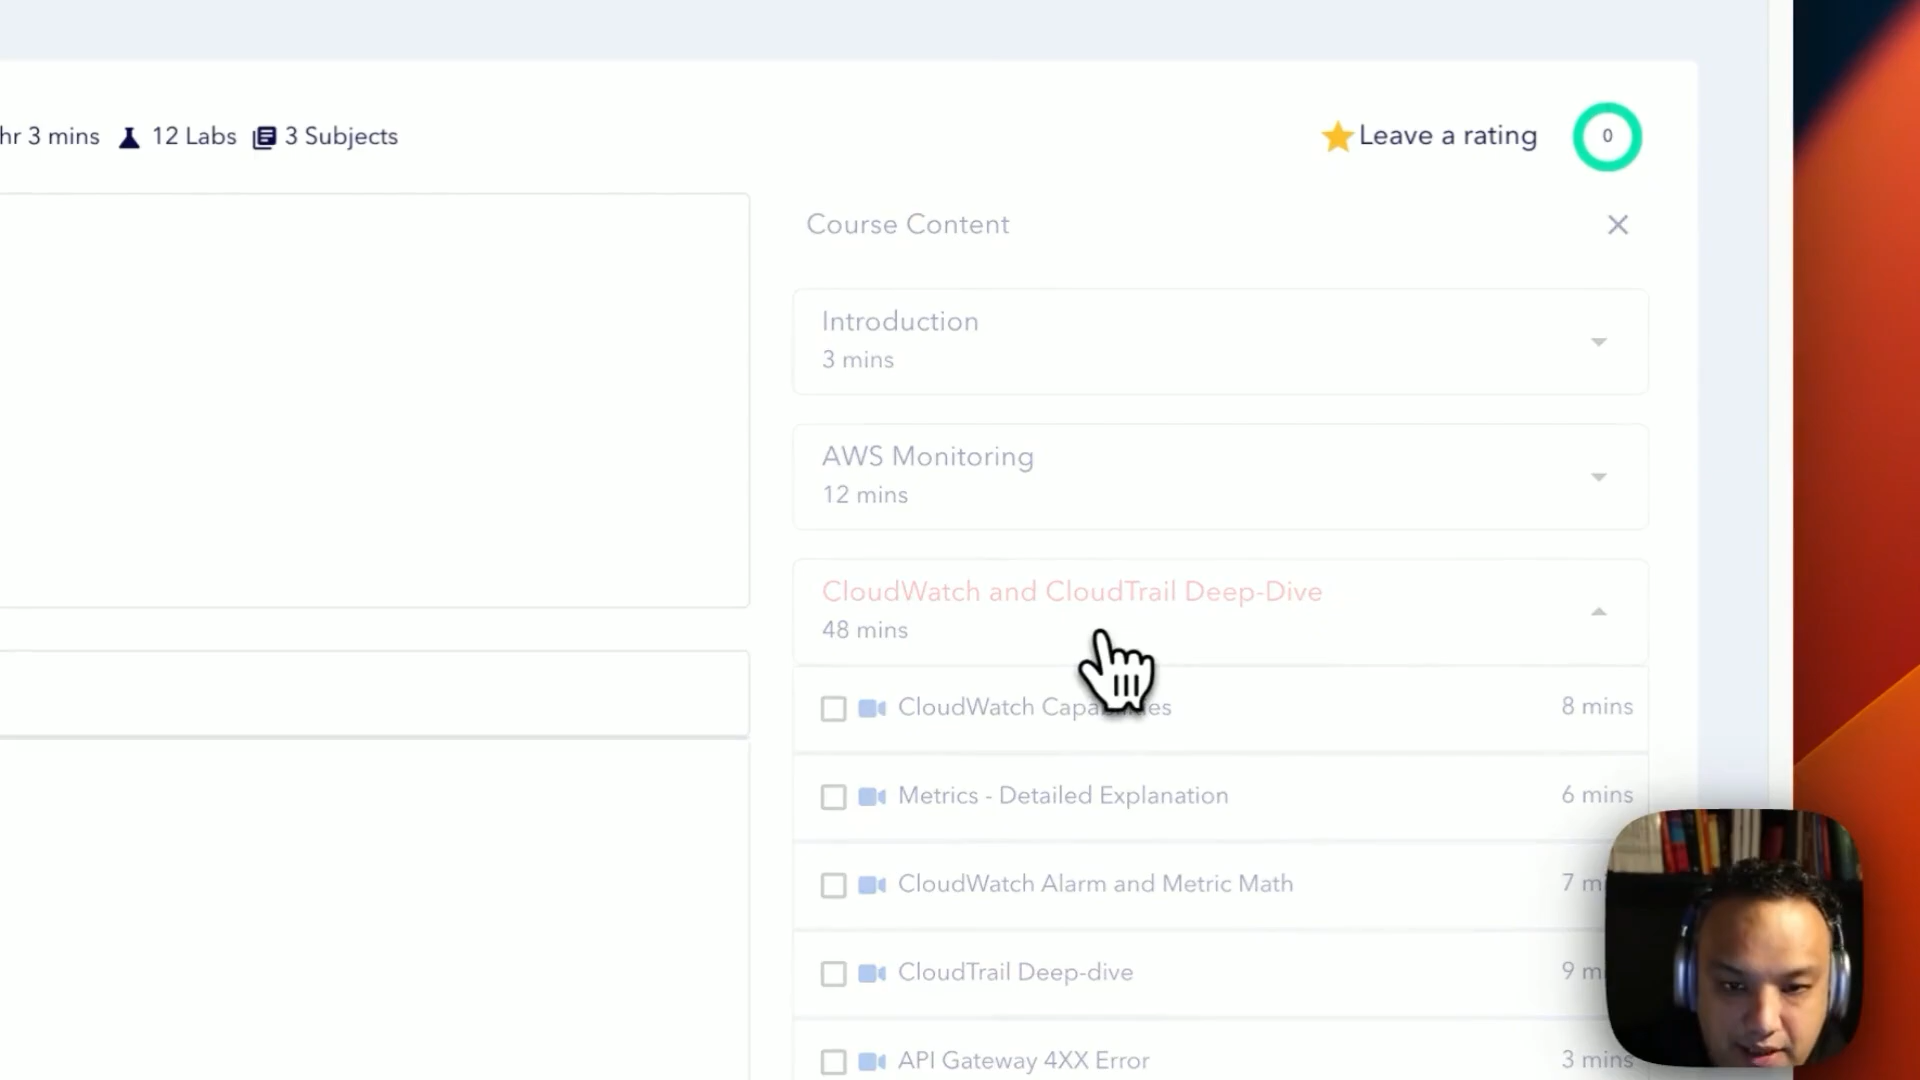 hr 3 mins 12 Labs 3 Subjects
Leave a rating 0
Course Content
Introduction
3 mins
AWS Monitoring
12 mins
CloudWatch and CloudTrail Deep-Dive
48 mins
CloudWatch 8 mins
Metrics - Detailed Explanation 6 mins
CloudWatch Alarm and Metric Math 7
CloudTrail Deep-dive 9
API Gateway 4XX Error 3 mins